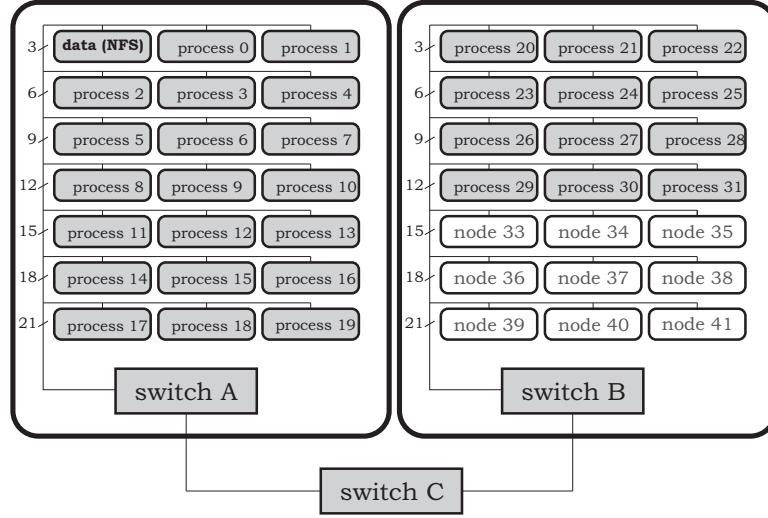 3 data (NFS) process 0 process 1
6 process 2 process 3 process 4
9 process 5 process 6 process 7
12 process 8 process 9 process 10
15 process 11 process 12 process 13
18 process 14 process 15 process 16
21 process 17 process 18 process 19
switch A
3 process 20 process 21 process 22
6 process 23 process 24 process 25
9 process 26 process 27 process 28
12 process 29 process 30 process 31
15 node 33 node 34 node 35
18 node 36 node 37 node 38
21 node 39 node 40 node 41
switch B
switch C